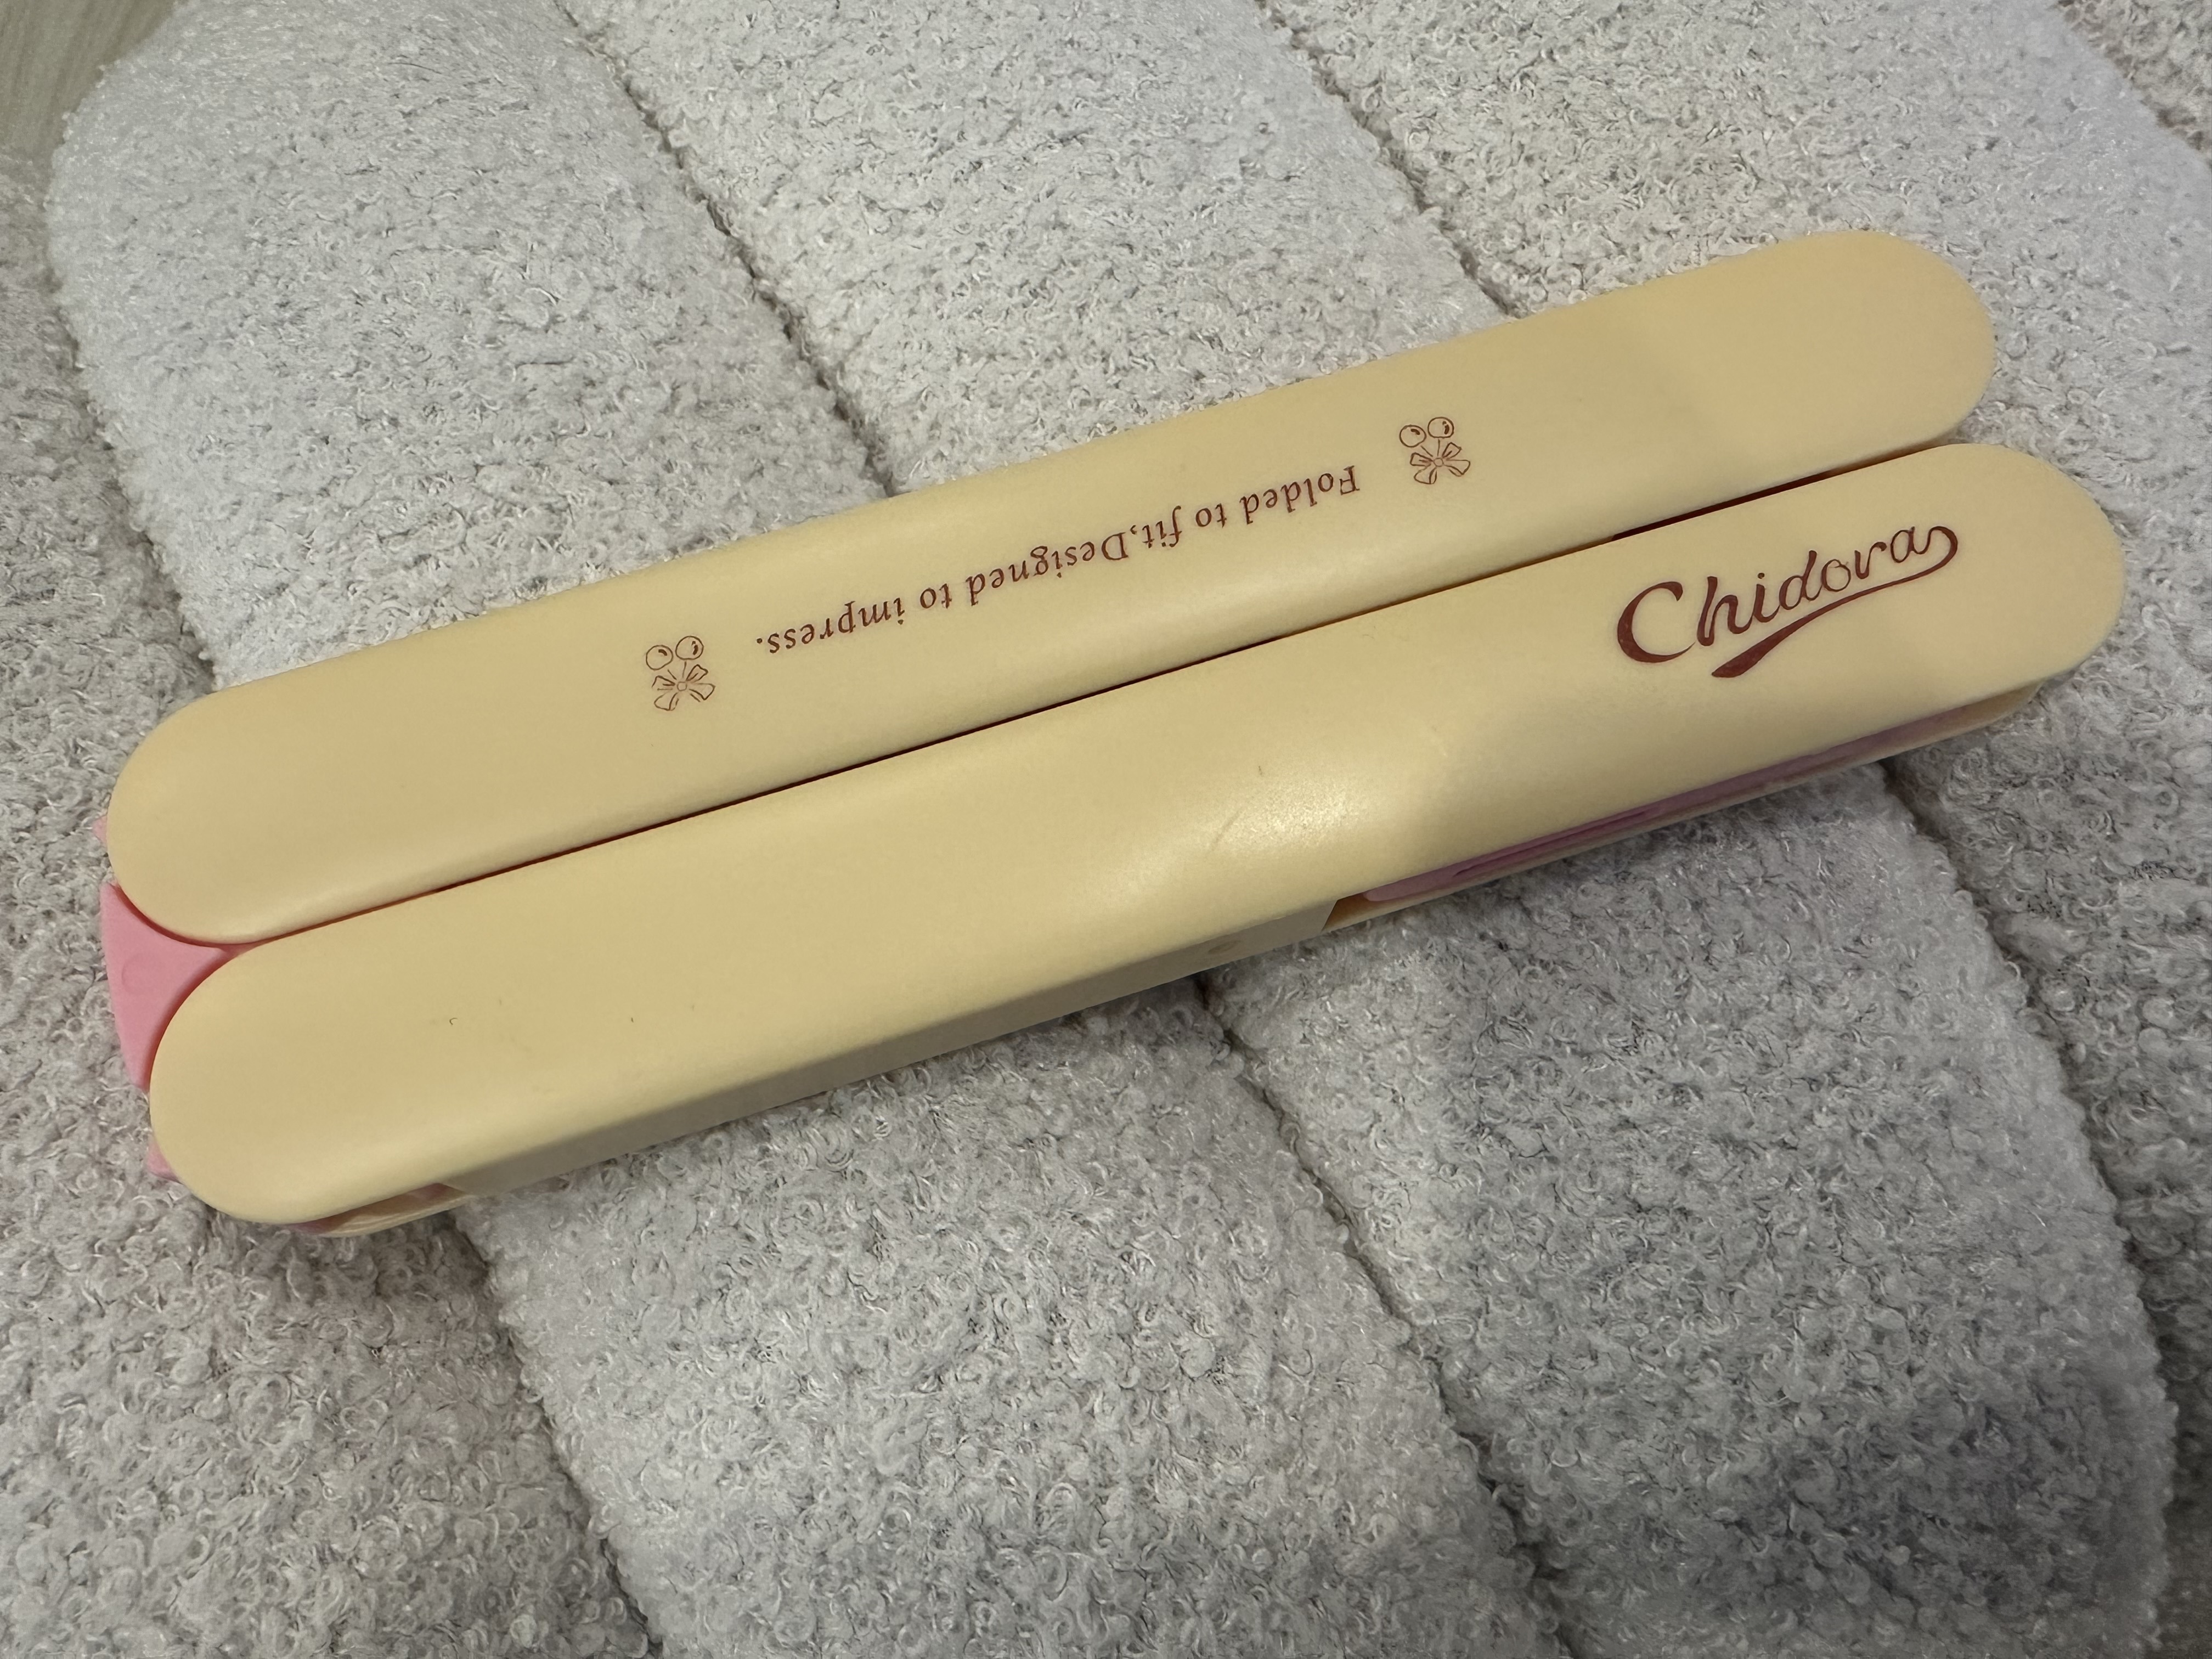 Folded to fit,Designed to impress.
Chidora